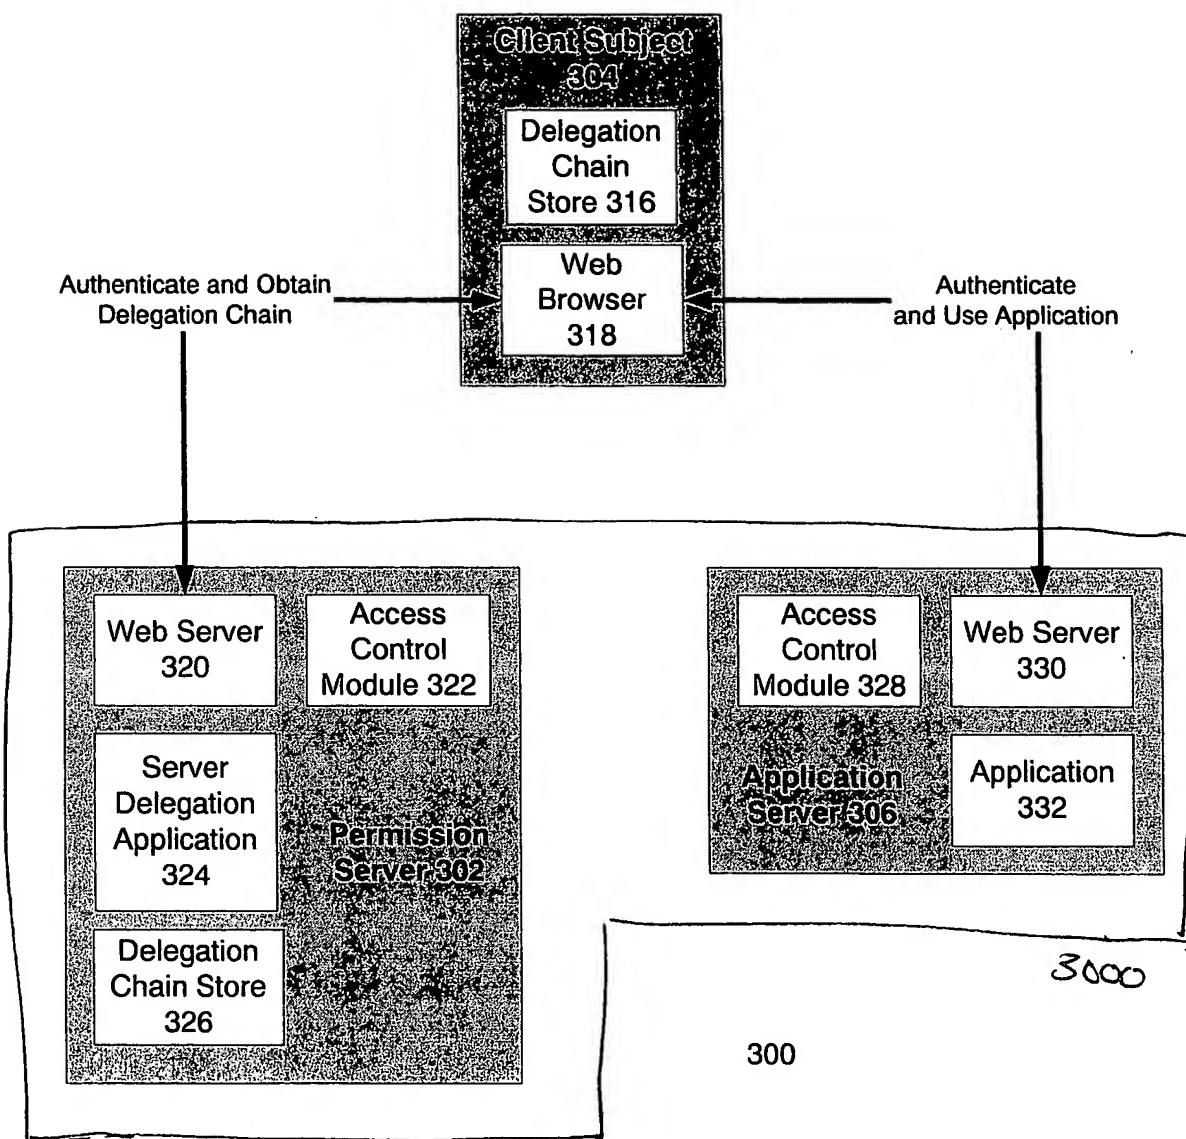 Client Subject
304
Delegation
Chain
Store 316
Web
Browser
318
Authenticate and Obtain
Delegation Chain
Authenticate
and Use Application
Web Server
320
Access
Control
Module 322
Server
Delegation
Application
324
Permission
Server 302
Delegation
Chain Store
326
Access
Control
Module 328
Web Server
330
Application
Server 306
Application
332
3000
300